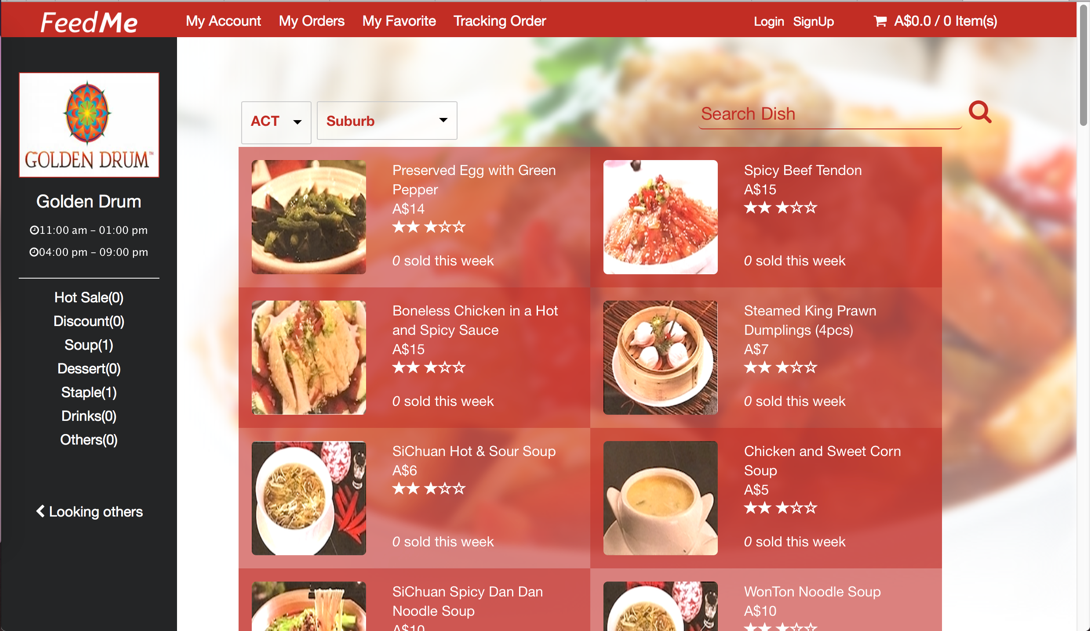 FeedMe
My Account My Orders My Favorite Tracking Order
Login SignUp
A$0.0 / 0 Item(s)
GOLDEN DRUM™
Golden Drum
11:00 am – 01:00 pm
04:00 pm – 09:00 pm
Hot Sale(0)
Discount(0)
Soup(1)
Dessert(0)
Staple(1)
Drinks(0)
Others(0)
Looking others
ACT
Suburb
Search Dish
Preserved Egg with Green
Pepper
A$14
0 sold this week
Spicy Beef Tendon
A$15
0 sold this week
Boneless Chicken in a Hot
and Spicy Sauce
A$15
0 sold this week
Steamed King Prawn
Dumplings (4pcs)
A$7
0 sold this week
SiChuan Hot & Sour Soup
A$6
0 sold this week
Chicken and Sweet Corn
Soup
A$5
0 sold this week
SiChuan Spicy Dan Dan
Noodle Soup
A$10
WonTon Noodle Soup
A$10